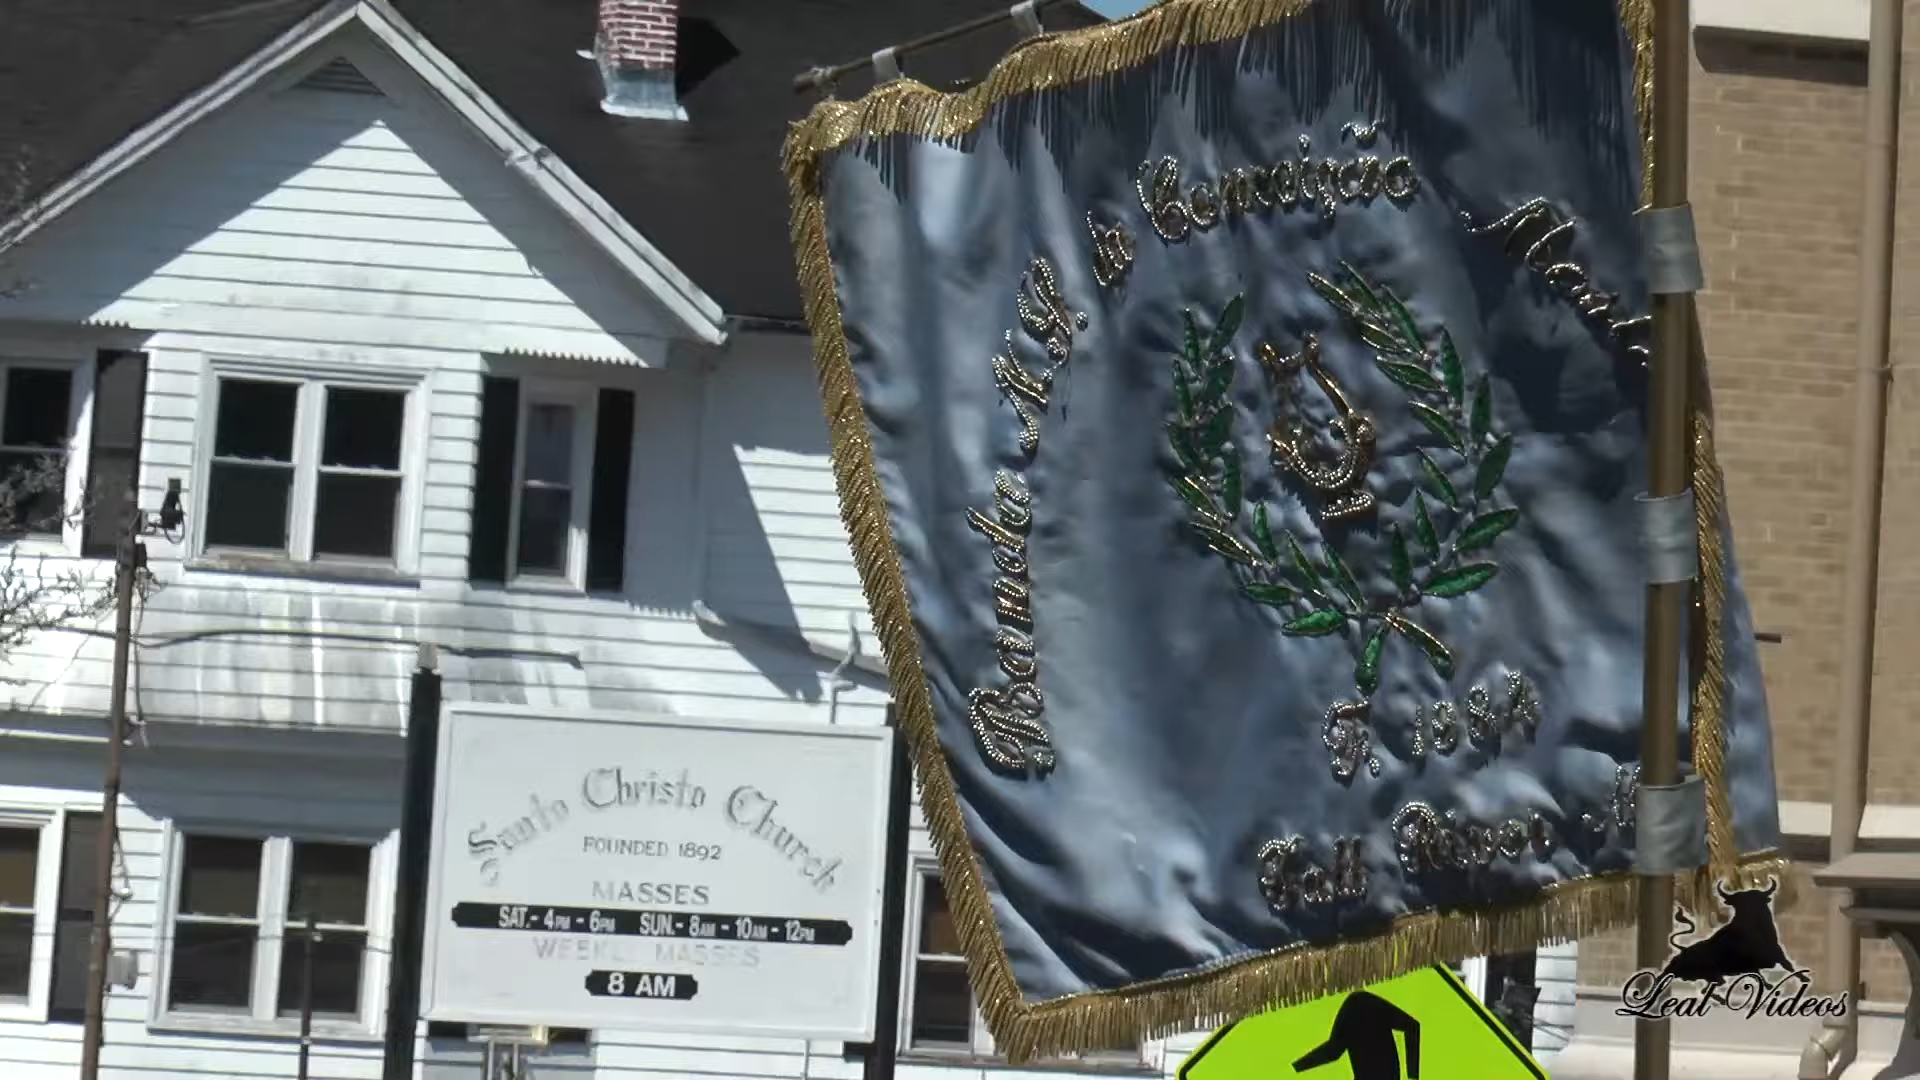 Santo Christo Church
FOUNDED 1892
MASSES
SAT.- 4PM - 6PM SUN.- 8AM - 10AM - 12PM
WEEKLY MASSES
8 AM
Banda N. S. da Conceição
F. 1984
Fall River
Leal Videos